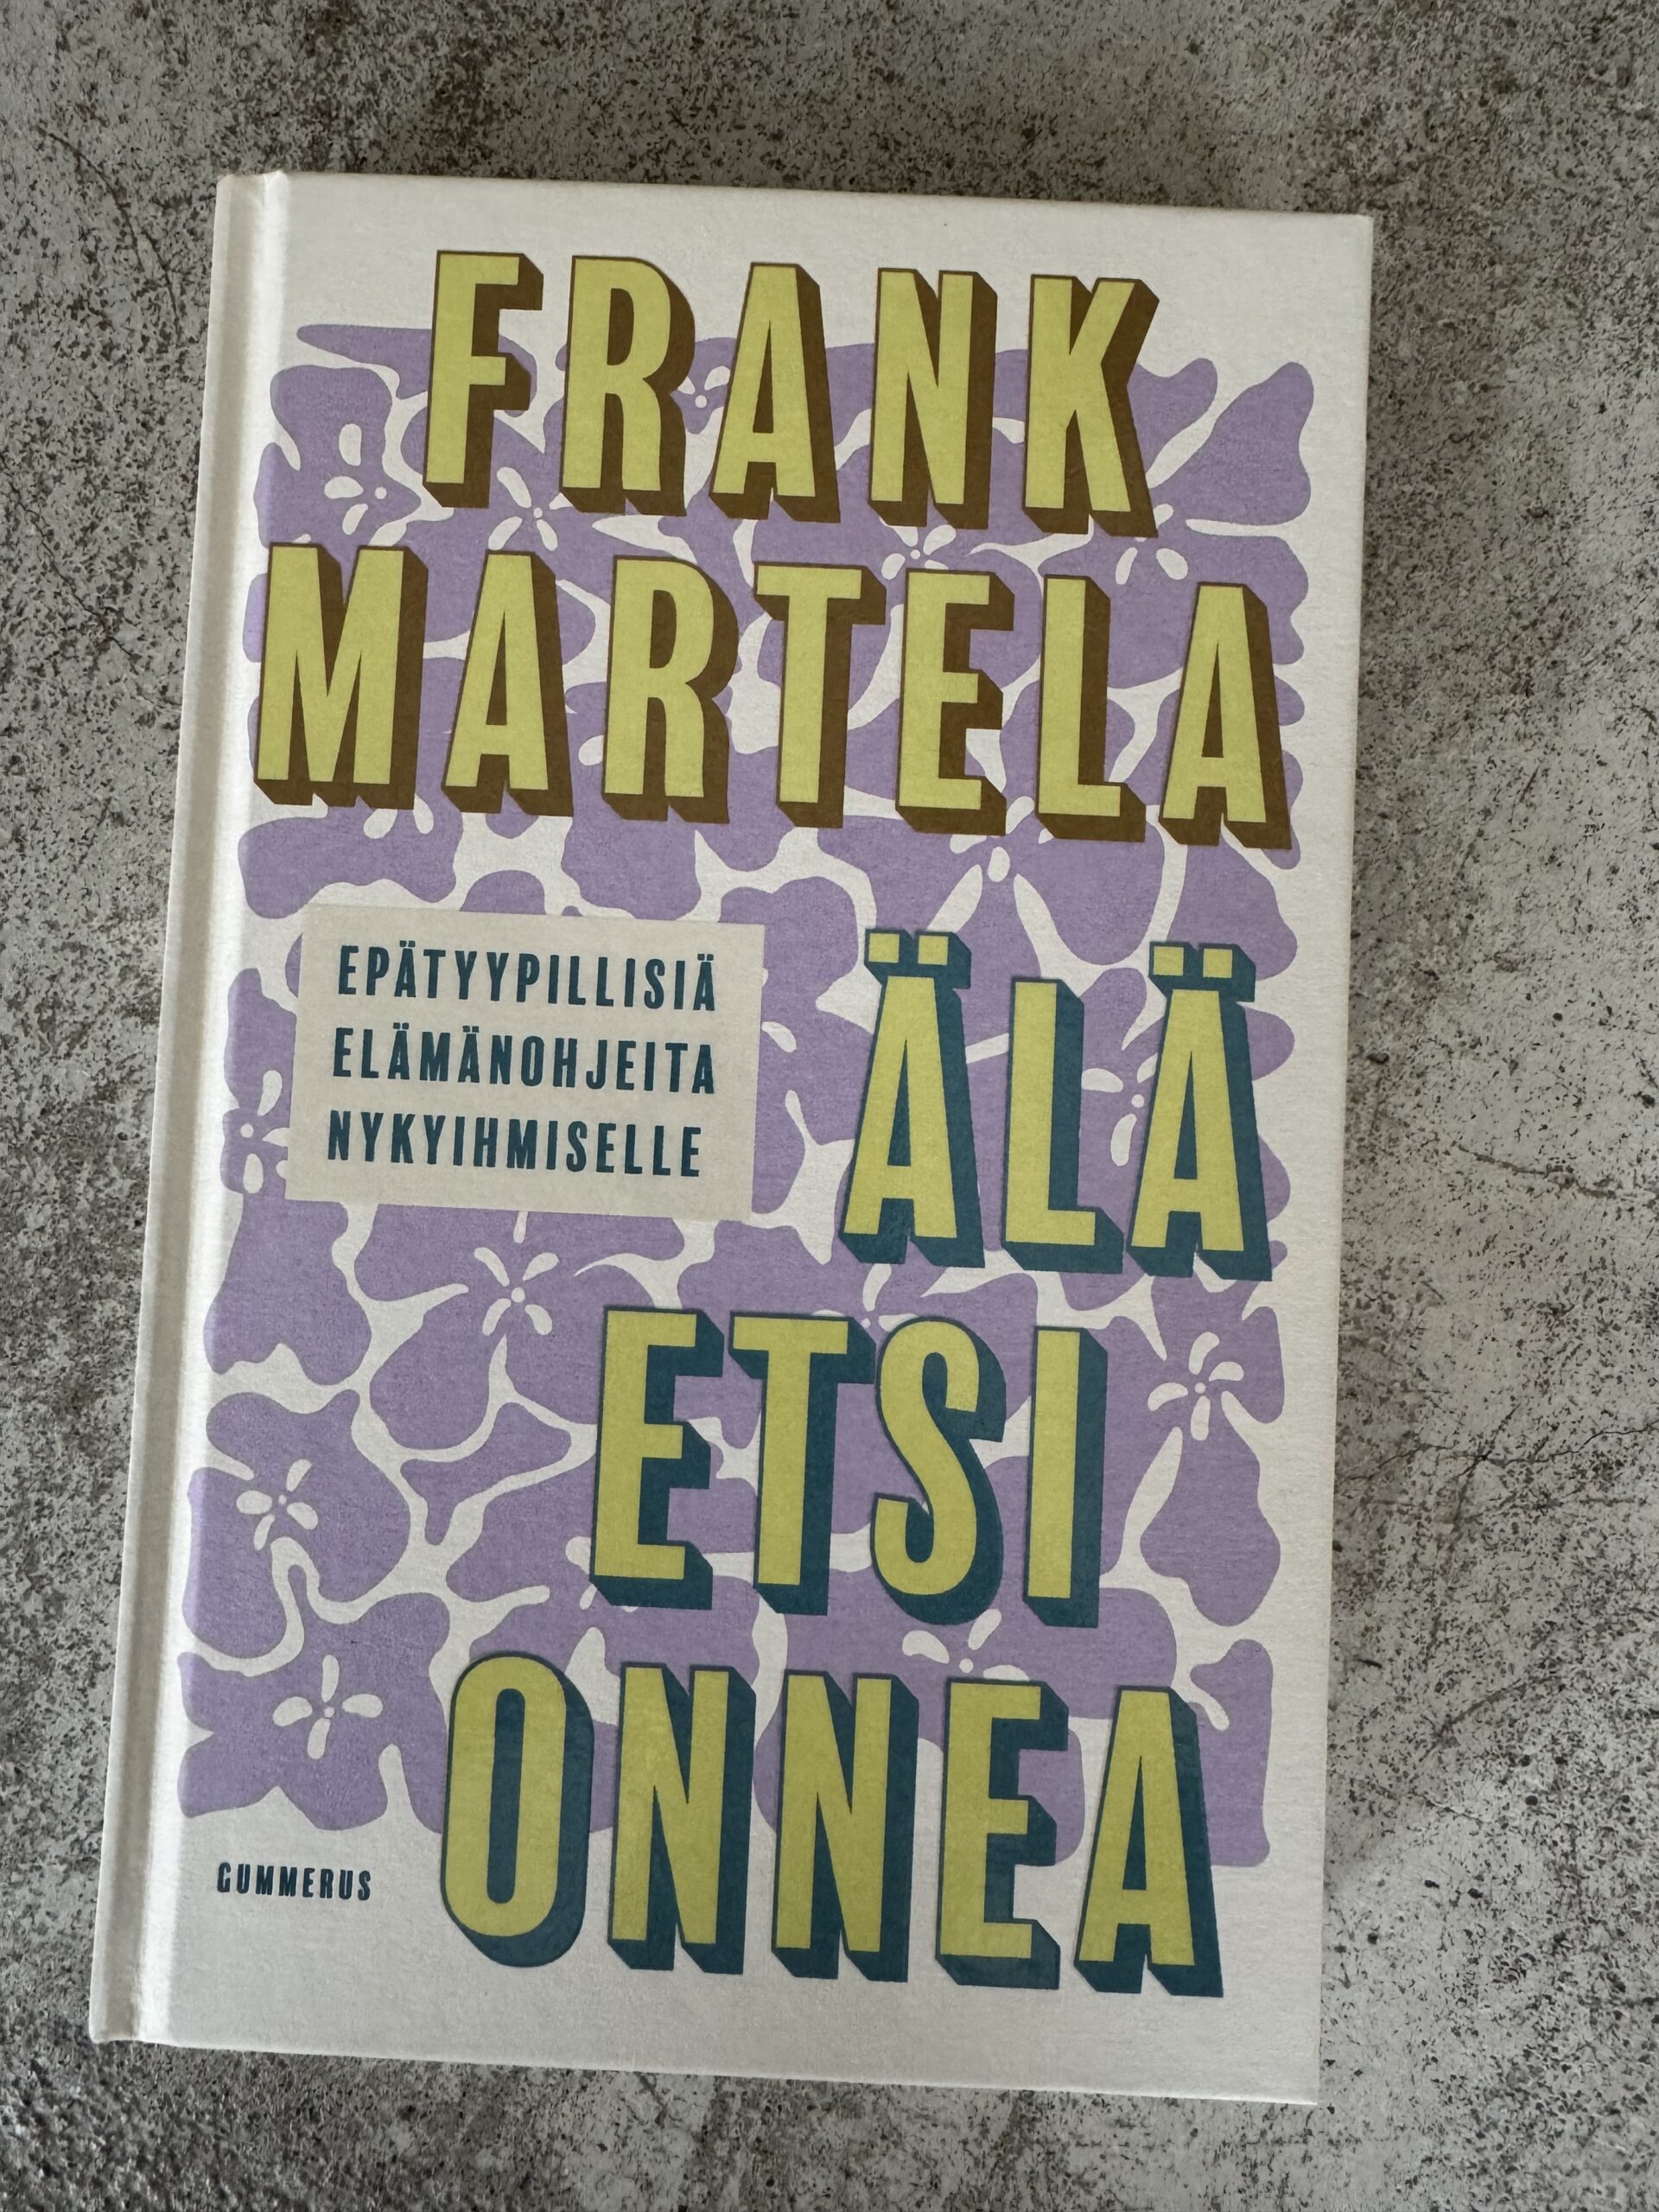 FRANK
MARTELA
EPÄTYYPILLISIÄ
ELÄMÄNOHJEITA
NYKYIHMISELLE
ÄLÄ
ETSI
ONNEA
GUMMERUS